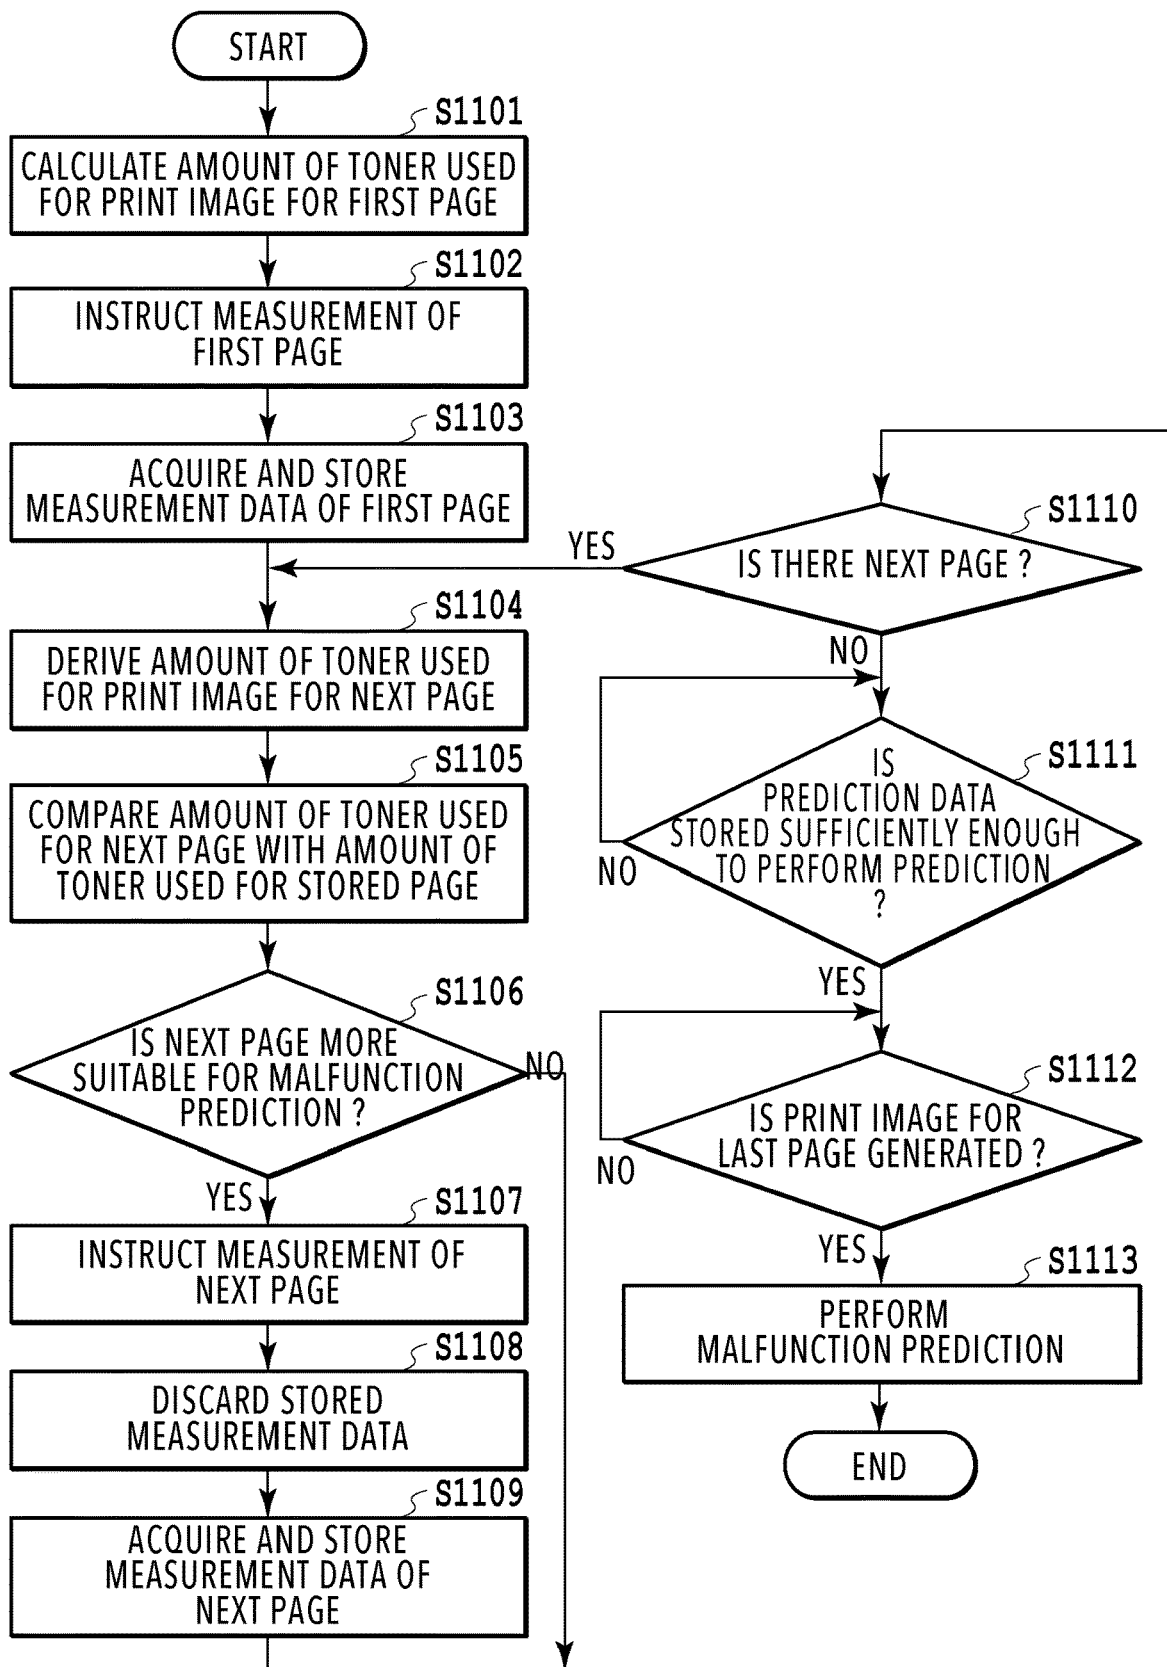 START
S1101
CALCULATE AMOUNT OF TONER USED
FOR PRINT IMAGE FOR FIRST PAGE
S1102
INSTRUCT MEASUREMENT OF
FIRST PAGE
S1103
ACQUIRE AND STORE
MEASUREMENT DATA OF FIRST PAGE
S1104
DERIVE AMOUNT OF TONER USED
FOR PRINT IMAGE FOR NEXT PAGE
S1105
COMPARE AMOUNT OF TONER USED
FOR NEXT PAGE WITH AMOUNT OF
TONER USED FOR STORED PAGE
S1106
IS NEXT PAGE MORE
SUITABLE FOR MALFUNCTION
PREDICTION ?
NO
YES
S1107
INSTRUCT MEASUREMENT OF
NEXT PAGE
S1108
DISCARD STORED
MEASUREMENT DATA
S1109
ACQUIRE AND STORE
MEASUREMENT DATA OF
NEXT PAGE
S1110
YES
IS THERE NEXT PAGE ?
NO
S1111
IS
PREDICTION DATA
STORED SUFFICIENTLY ENOUGH
TO PERFORM PREDICTION
?
NO
YES
S1112
IS PRINT IMAGE FOR
LAST PAGE GENERATED ?
NO
YES
S1113
PERFORM
MALFUNCTION PREDICTION
END